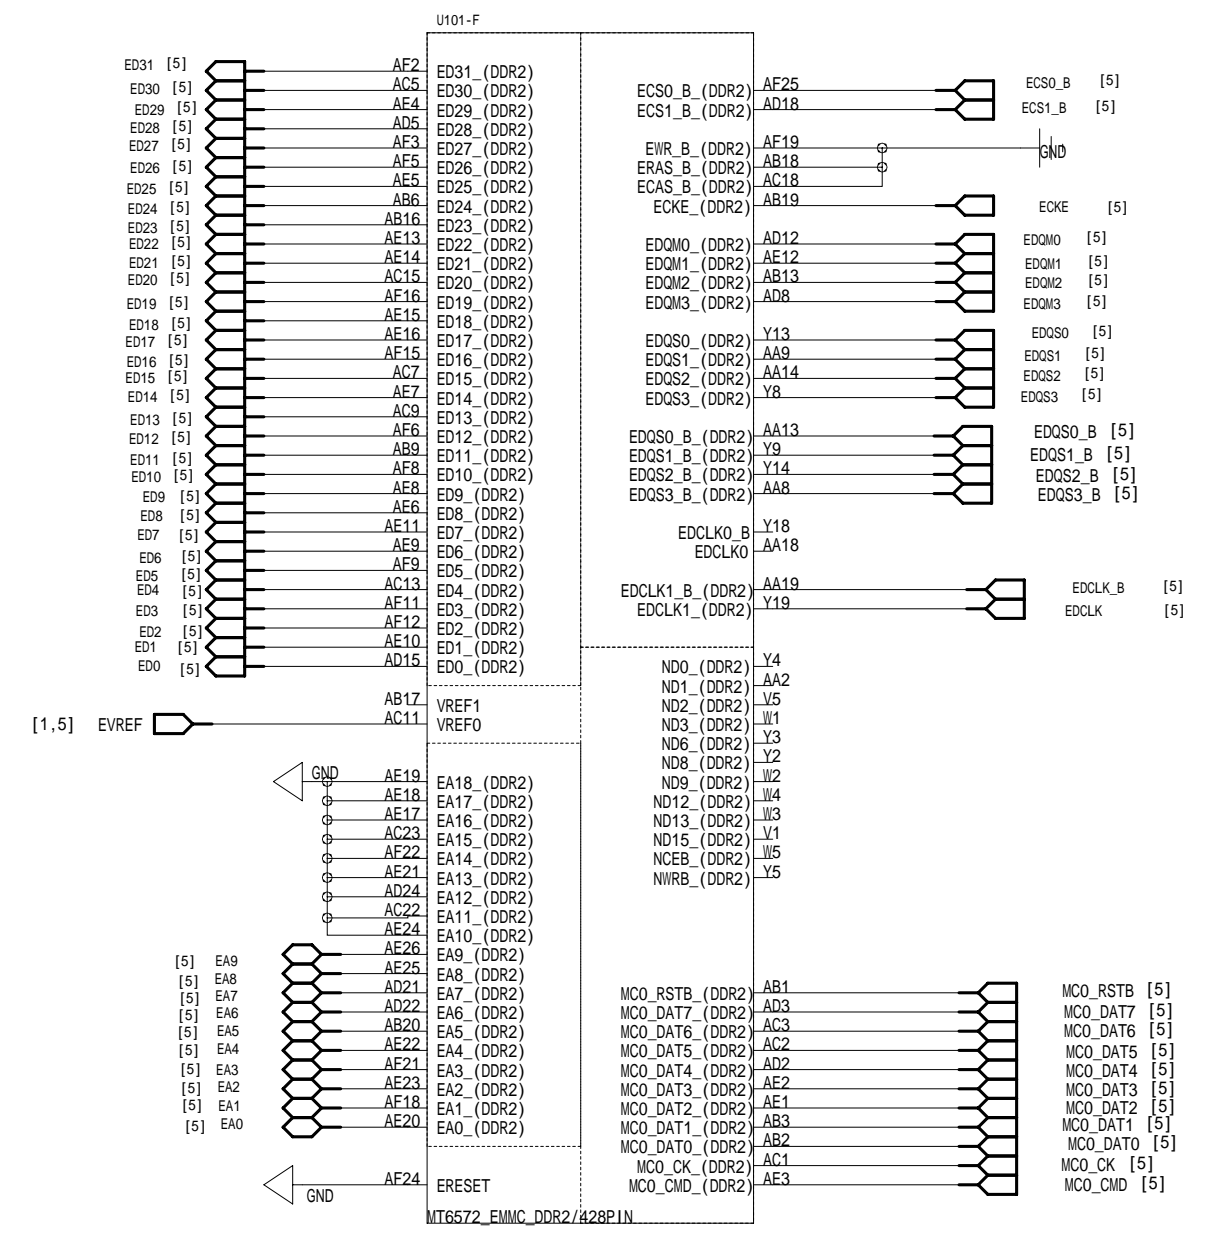 U101-F
ED31 [5] AF2 ED31_(DDR2)
ED30 [5] AC5 ED30_(DDR2)
ED29 [5] AE4 ED29_(DDR2)
ED28 [5] AD5 ED28_(DDR2)
ED27 [5] AF3 ED27_(DDR2)
ED26 [5] AF5 ED26_(DDR2)
ED25 [5] AE5 ED25_(DDR2)
ED24 [5] AB6 ED24_(DDR2)
ED23 [5] AB16 ED23_(DDR2)
ED22 [5] AE13 ED22_(DDR2)
ED21 [5] AE14 ED21_(DDR2)
ED20 [5] AC15 ED20_(DDR2)
ED19 [5] AF16 ED19_(DDR2)
ED18 [5] AE15 ED18_(DDR2)
ED17 [5] AE16 ED17_(DDR2)
ED16 [5] AF15 ED16_(DDR2)
ED15 [5] AC7 ED15_(DDR2)
ED14 [5] AE7 ED14_(DDR2)
ED13 [5] AC9 ED13_(DDR2)
ED12 [5] AF6 ED12_(DDR2)
ED11 [5] AB9 ED11_(DDR2)
ED10 [5] AF8 ED10_(DDR2)
ED9 [5] AE8 ED9_(DDR2)
ED8 [5] AE6 ED8_(DDR2)
ED7 [5] AE11 ED7_(DDR2)
ED6 [5] AE9 ED6_(DDR2)
ED5 [5] AF9 ED5_(DDR2)
ED4 [5] AC13 ED4_(DDR2)
ED3 [5] AF11 ED3_(DDR2)
ED2 [5] AF12 ED2_(DDR2)
ED1 [5] AE10 ED1_(DDR2)
ED0 [5] AD15 ED0_(DDR2)
AB17 VREF1
[1,5] EVREF AC11 VREF0
GND AE19 EA18_(DDR2)
AE18 EA17_(DDR2)
AE17 EA16_(DDR2)
AC23 EA15_(DDR2)
AF22 EA14_(DDR2)
AE21 EA13_(DDR2)
AD24 EA12_(DDR2)
AC22 EA11_(DDR2)
AE24 EA10_(DDR2)
[5] EA9 AE26 EA9_(DDR2)
[5] EA8 AE25 EA8_(DDR2)
[5] EA7 AD21 EA7_(DDR2)
[5] EA6 AD22 EA6_(DDR2)
[5] EA5 AB20 EA5_(DDR2)
[5] EA4 AE22 EA4_(DDR2)
[5] EA3 AF21 EA3_(DDR2)
[5] EA2 AE23 EA2_(DDR2)
[5] EA1 AF18 EA1_(DDR2)
[5] EA0 AE20 EA0_(DDR2)
GND AF24 ERESET
ECS0_B_(DDR2) AF25 ECS0_B [5]
ECS1_B_(DDR2) AD18 ECS1_B [5]
EWR_B_(DDR2) AF19 GND
ERAS_B_(DDR2) AB18
ECAS_B_(DDR2) AC18
ECKE_(DDR2) AB19 ECKE [5]
EDQM0_(DDR2) AD12 EDQM0 [5]
EDQM1_(DDR2) AE12 EDQM1 [5]
EDQM2_(DDR2) AB13 EDQM2 [5]
EDQM3_(DDR2) AD8 EDQM3 [5]
EDQS0_(DDR2) Y13 EDQS0 [5]
EDQS1_(DDR2) AA9 EDQS1 [5]
EDQS2_(DDR2) AA14 EDQS2 [5]
EDQS3_(DDR2) Y8 EDQS3 [5]
EDQS0_B_(DDR2) AA13 EDQS0_B [5]
EDQS1_B_(DDR2) Y9 EDQS1_B [5]
EDQS2_B_(DDR2) Y14 EDQS2_B [5]
EDQS3_B_(DDR2) AA8 EDQS3_B [5]
EDCLK0_B Y18
EDCLK0 AA18
EDCLK1_B_(DDR2) AA19 EDCLK_B [5]
EDCLK1_(DDR2) Y19 EDCLK [5]
ND0_(DDR2) Y4
ND1_(DDR2) AA2
ND2_(DDR2) V5
ND3_(DDR2) W1
ND6_(DDR2) Y3
ND8_(DDR2) Y2
ND9_(DDR2) W2
ND12_(DDR2) W4
ND13_(DDR2) W3
ND15_(DDR2) V1
NCEB_(DDR2) W5
NWRB_(DDR2) Y5
MC0_RSTB_(DDR2) AB1 MC0_RSTB [5]
MC0_DAT7_(DDR2) AD3 MC0_DAT7 [5]
MC0_DAT6_(DDR2) AC3 MC0_DAT6 [5]
MC0_DAT5_(DDR2) AC2 MC0_DAT5 [5]
MC0_DAT4_(DDR2) AD2 MC0_DAT4 [5]
MC0_DAT3_(DDR2) AE2 MC0_DAT3 [5]
MC0_DAT2_(DDR2) AE1 MC0_DAT2 [5]
MC0_DAT1_(DDR2) AB3 MC0_DAT1 [5]
MC0_DAT0_(DDR2) AB2 MC0_DAT0 [5]
MC0_CK_(DDR2) AC1 MC0_CK [5]
MC0_CMD_(DDR2) AE3 MC0_CMD [5]
MT6572_EMMC_DDR2/428PIN